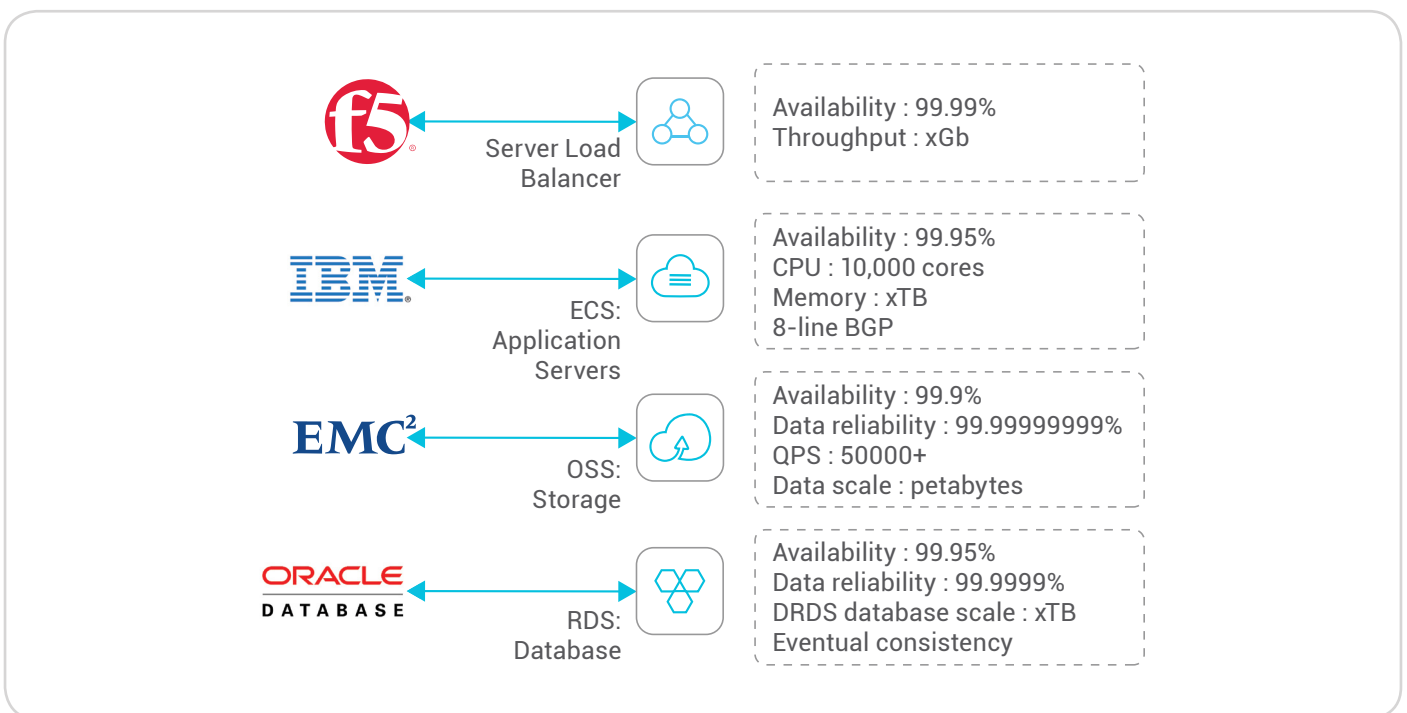 f5
Server Load
Balancer
Availability : 99.99%
Throughput : xGb
IBM
ECS:
Application
Servers
Availability : 99.95%
CPU : 10,000 cores
Memory : xTB
8-line BGP
EMC²
OSS:
Storage
Availability : 99.9%
Data reliability : 99.99999999%
QPS : 50000+
Data scale : petabytes
ORACLE
DATABASE
RDS:
Database
Availability : 99.95%
Data reliability : 99.9999%
DRDS database scale : xTB
Eventual consistency